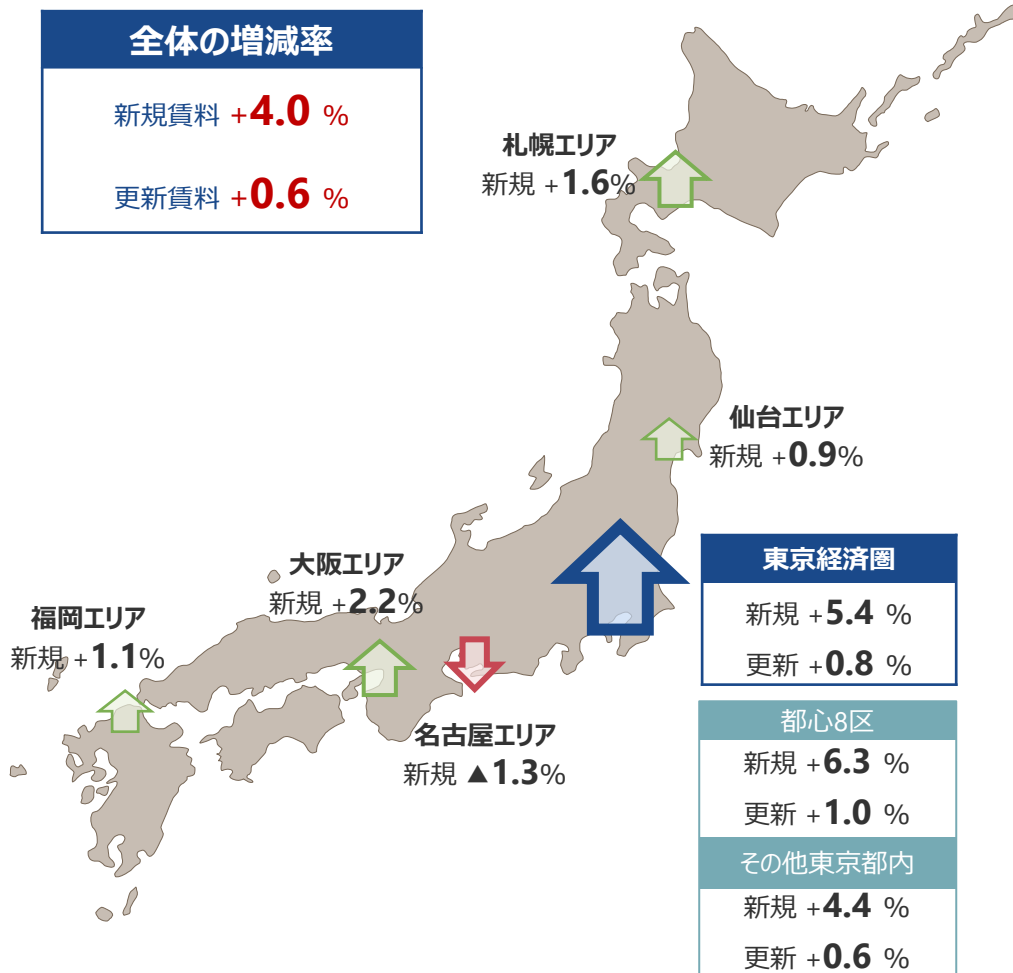 全体の増減率
新規賃料 +4.0 %
更新賃料 +0.6 %
札幌エリア
新規 +1.6%
仙台エリア
新規 +0.9%
大阪エリア
新規 +2.2%
福岡エリア
新規 +1.1%
名古屋エリア
新規 ▲1.3%
東京経済圏
新規 +5.4 %
更新 +0.8 %
都心8区
新規 +6.3 %
更新 +1.0 %
その他東京都内
新規 +4.4 %
更新 +0.6 %